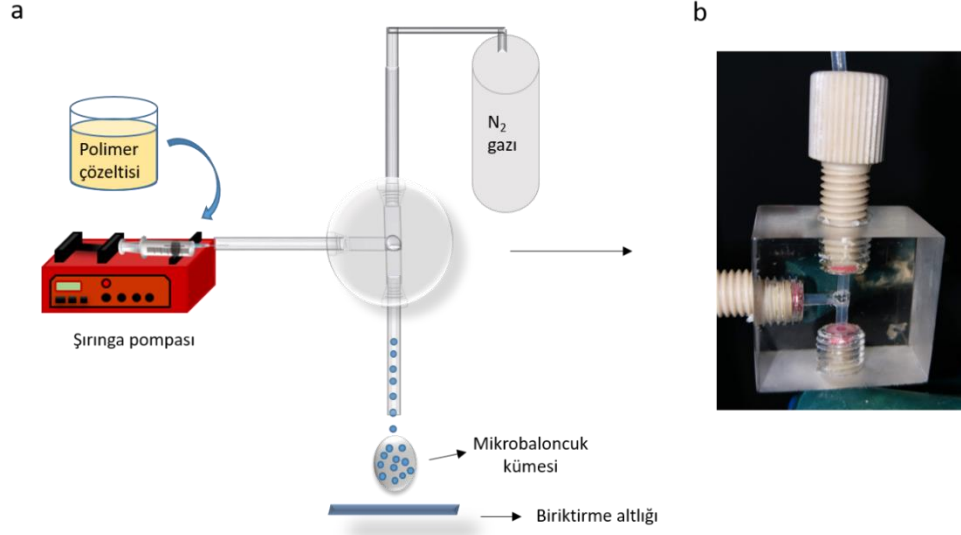 a
b
N₂
gazı
Polimer
çözeltisi
Şırınga pompası
Mikrobaloncuk
kümesi
Biriktirme altlığı